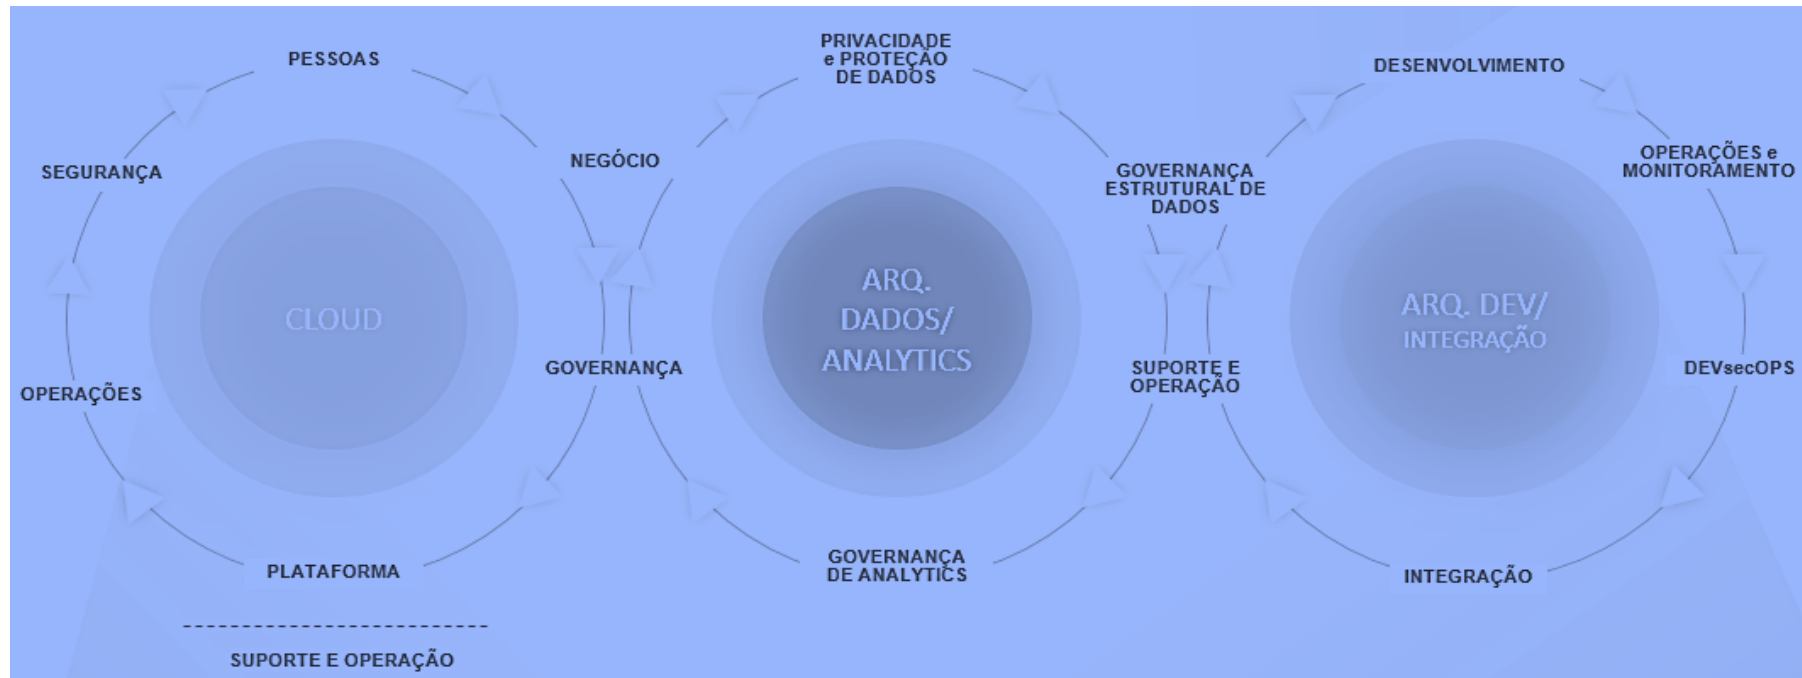 PESSOAS
NEGÓCIO
GOVERNANÇA
PLATAFORMA
OPERAÇÕES
SEGURANÇA
CLOUD
SUPORTE E OPERAÇÃO
PRIVACIDADE
e PROTEÇÃO
DE DADOS
GOVERNANÇA
ESTRUTURAL DE
DADOS
SUPORTE E
OPERAÇÃO
GOVERNANÇA
DE ANALYTICS
ARQ.
DADOS/
ANALYTICS
DESENVOLVIMENTO
OPERAÇÕES e
MONITORAMENTO
DEVsecOPS
INTEGRAÇÃO
ARQ. DEV/
INTEGRAÇÃO